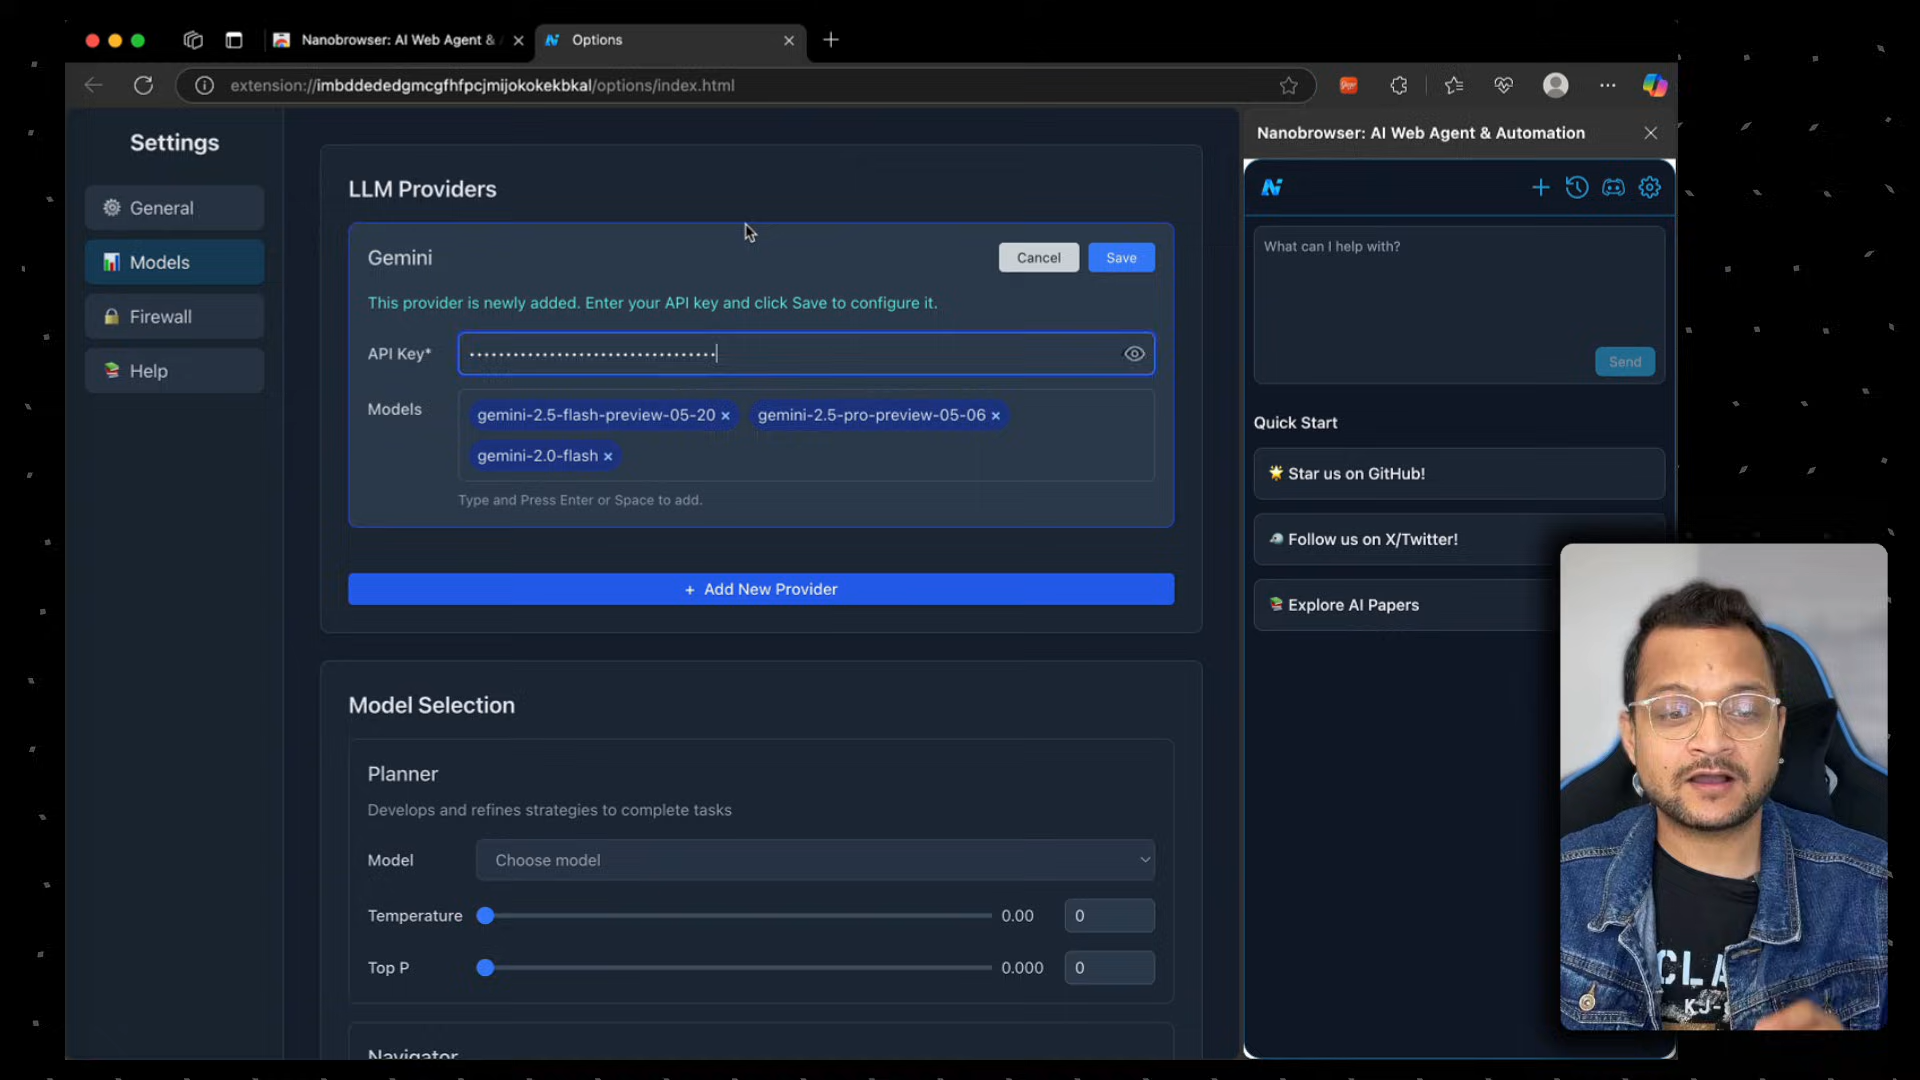 Nanobrowser: AI Web Agent &
Options
extension://imbddededgmcgfhfpcjmijokokekbkal/options/index.html
Settings
General
Models
Firewall
Help
LLM Providers
Gemini
Cancel
Save
This provider is newly added. Enter your API key and click Save to configure it.
API Key*
Models
gemini-2.5-flash-preview-05-20 ×
gemini-2.5-pro-preview-05-06 ×
gemini-2.0-flash ×
Type and Press Enter or Space to add.
+ Add New Provider
Model Selection
Planner
Develops and refines strategies to complete tasks
Model
Choose model
Temperature
0.00
0
Top P
0.000
0
Navigator
Nanobrowser: AI Web Agent & Automation
What can I help with?
Send
Quick Start
Star us on GitHub!
Follow us on X/Twitter!
Explore AI Papers
CLA